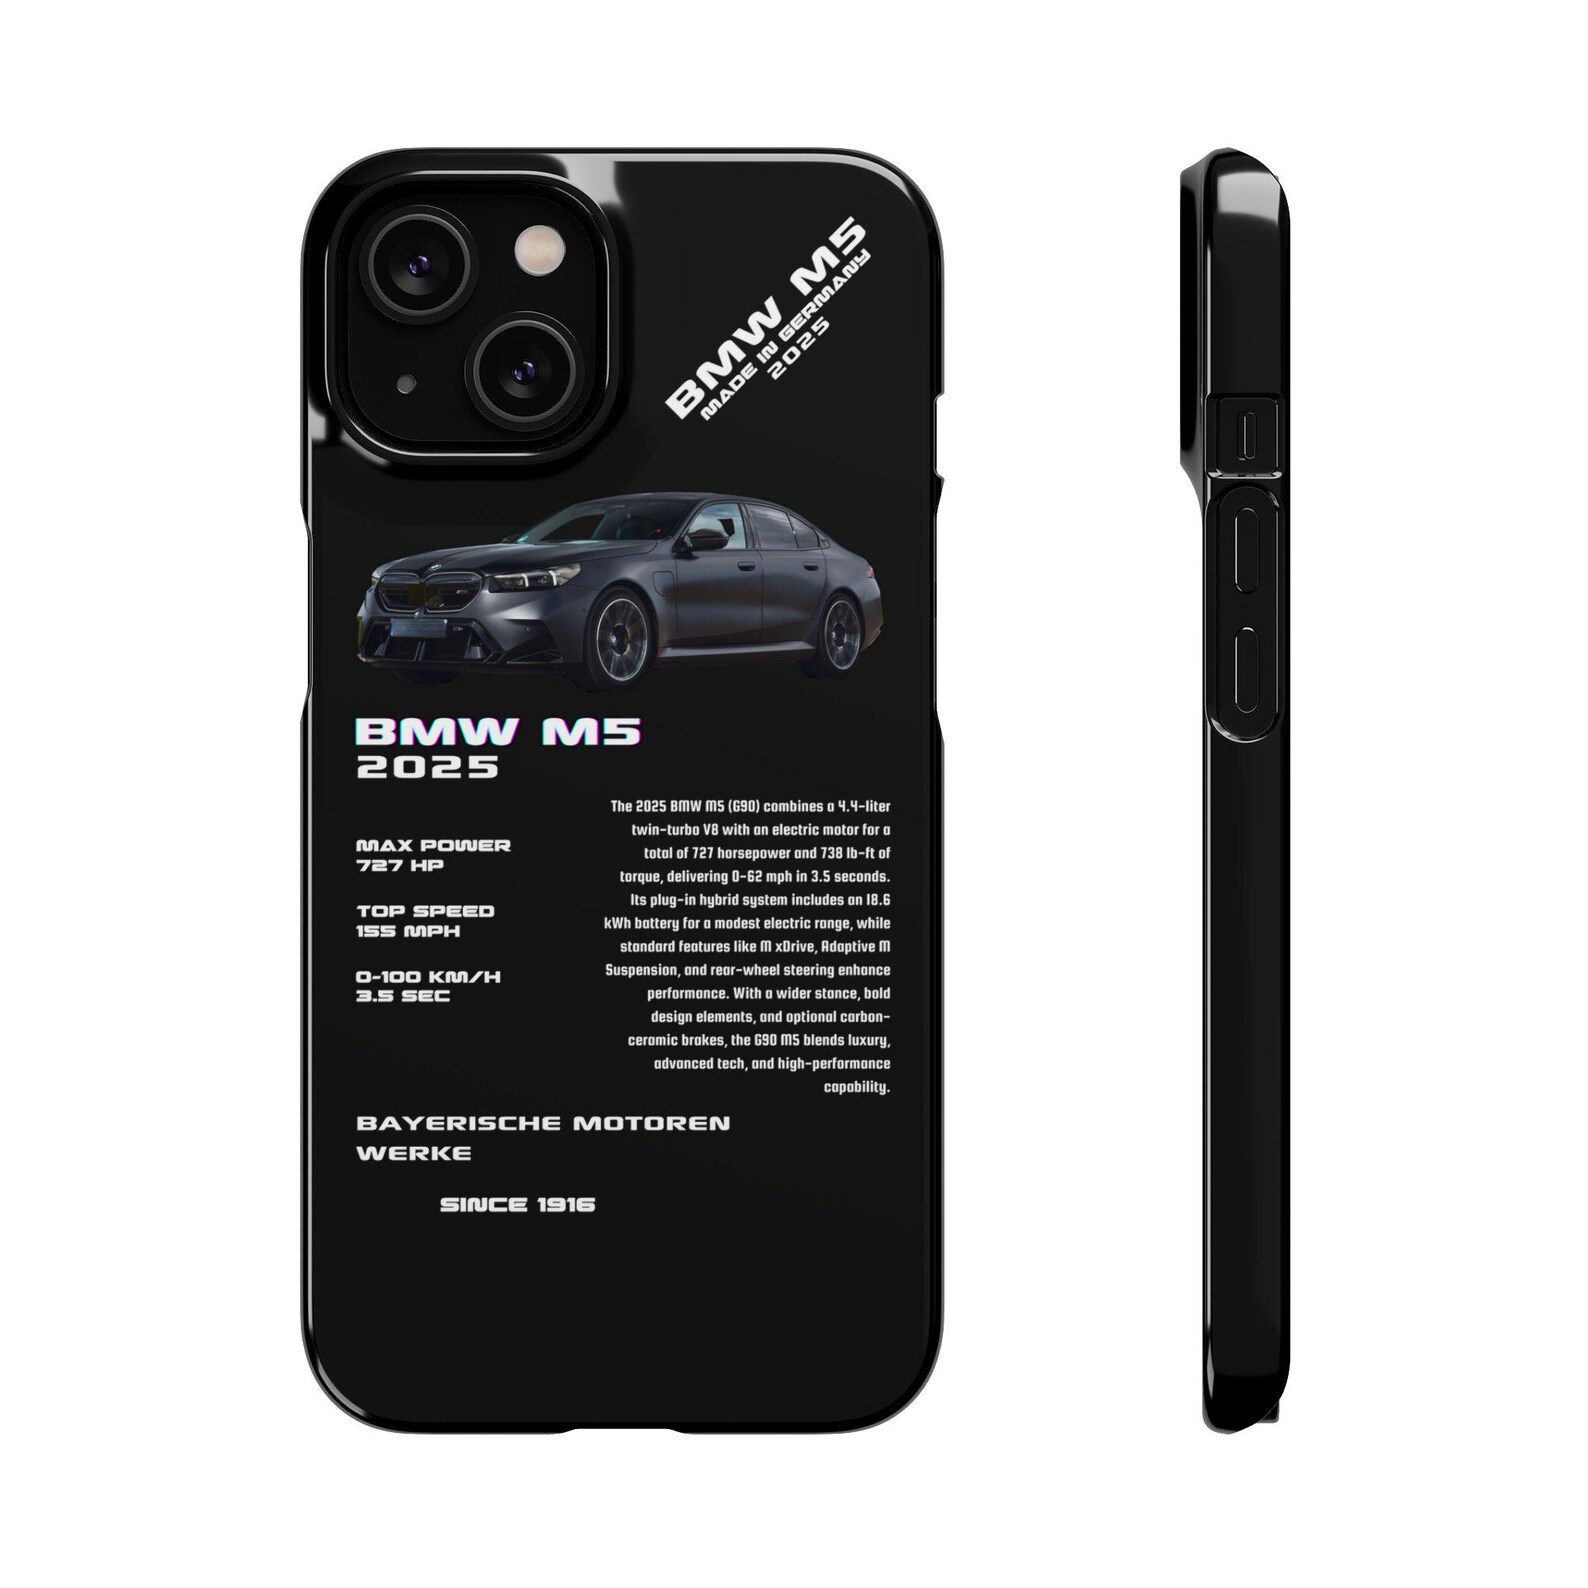 BMW M5
MADE IN GERMANY
2025
BMW M5
2025
MAX POWER
727 HP
TOP SPEED
155 MPH
0-100 KM/H
3.5 SEC
The 2025 BMW M5 (G90) combines a 4.4-liter
twin-turbo V8 with an electric motor for a
total of 727 horsepower and 738 lb-ft of
torque, delivering 0-62 mph in 3.5 seconds.
Its plug-in hybrid system includes an 18.6
kWh battery for a modest electric range, while
standard features like M xDrive, Adaptive M
Suspension, and rear-wheel steering enhance
performance. With a wider stance, bold
design elements, and optional carbon-
ceramic brakes, the G90 M5 blends luxury,
advanced tech, and high-performance
capability.
BAYERISCHE MOTOREN
WERKE
SINCE 1916